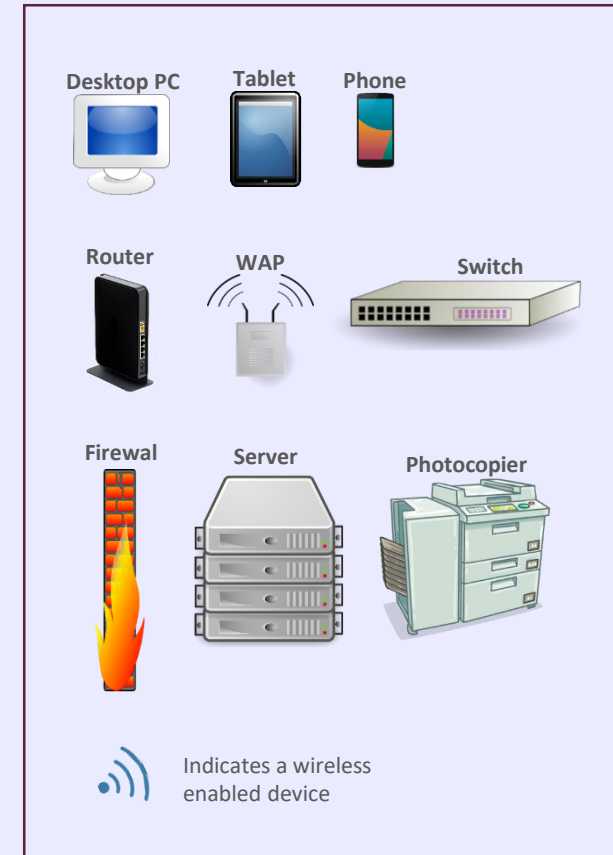 Desktop PC
Tablet
Phone
Router
WAP
Switch
Firewal
Server
Photocopier
Indicates a wireless
enabled device